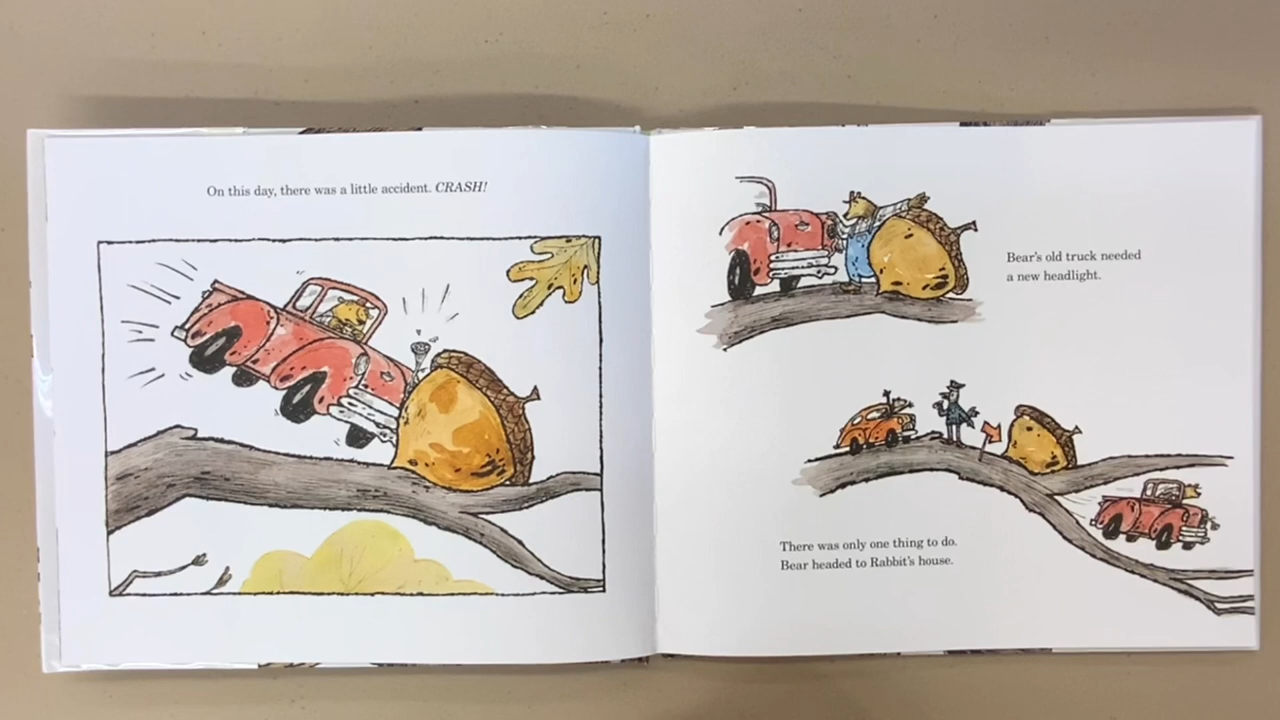 On this day, there was a little accident. CRASH!
Bear's old truck needed
a new headlight.
There was only one thing to do.
Bear headed to Rabbit's house.